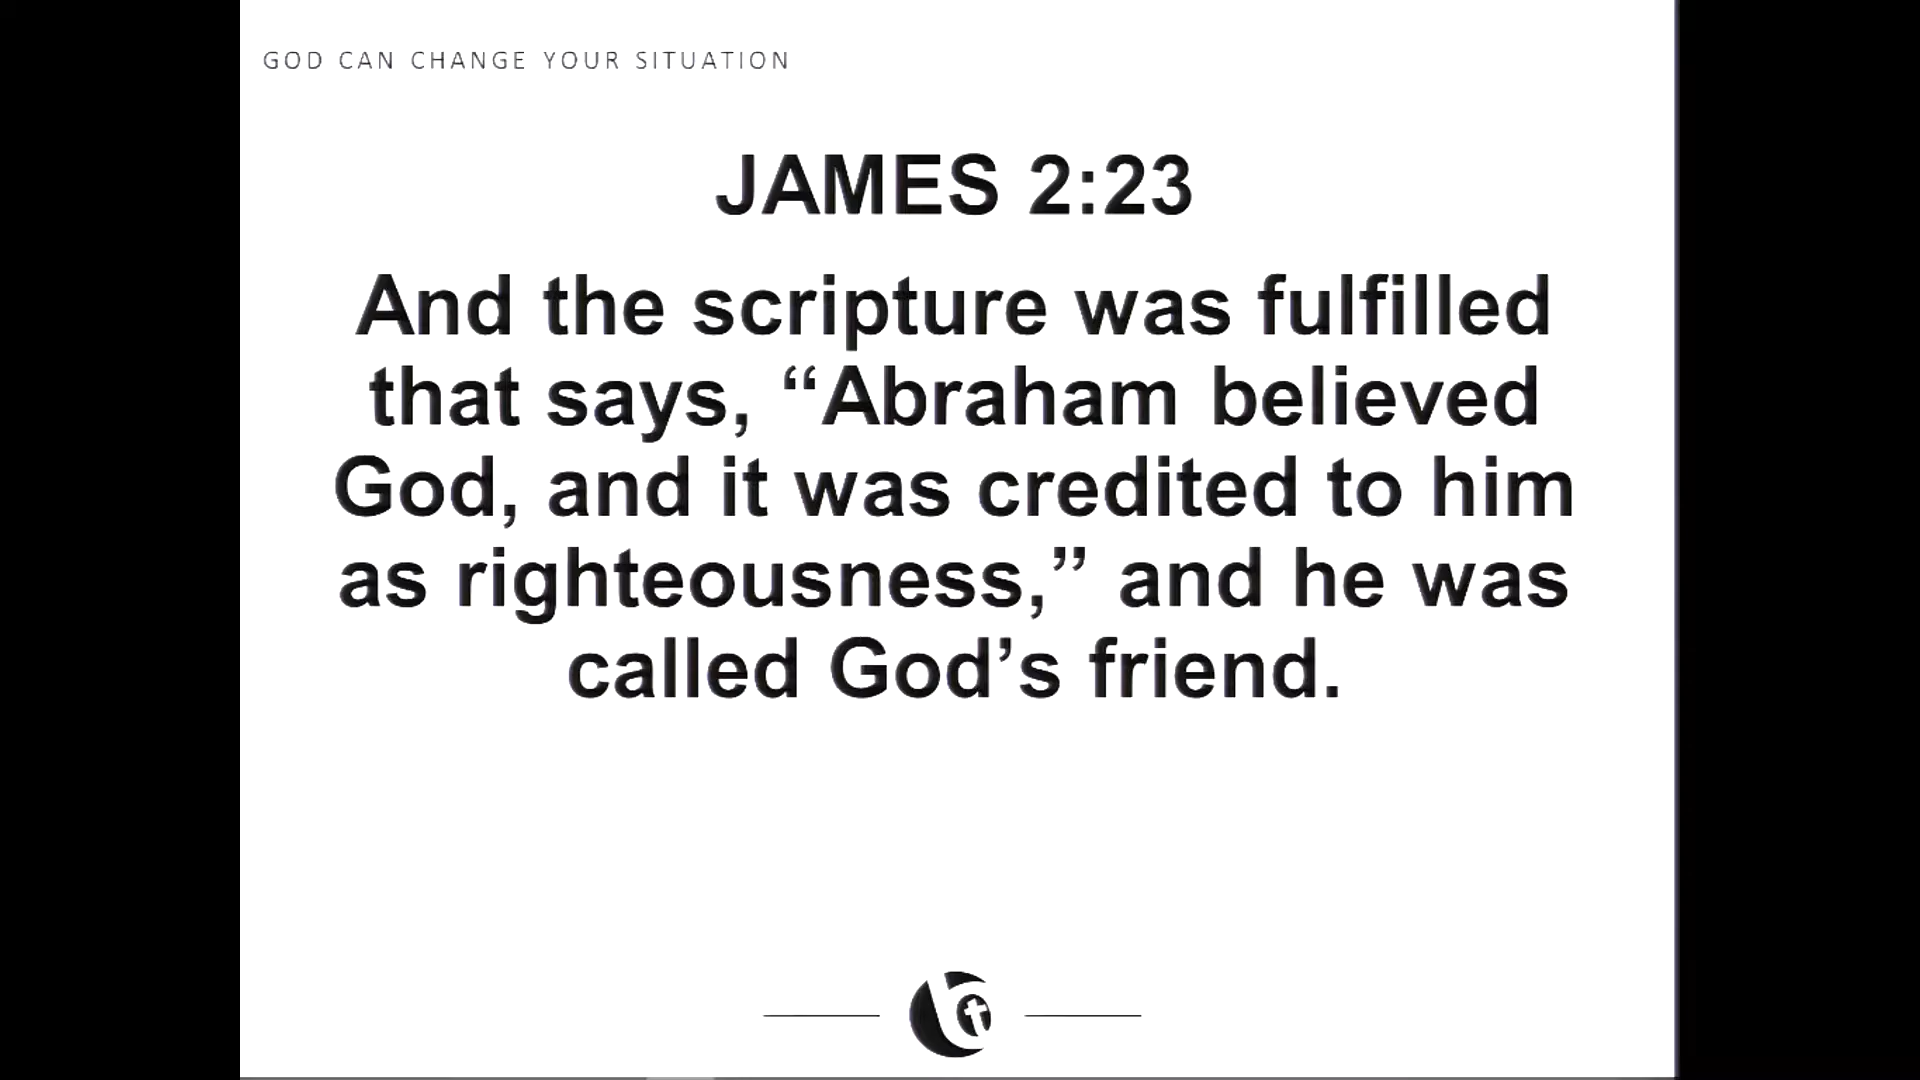 GOD CAN CHANGE YOUR SITUATION
JAMES 2:23
And the scripture was fulfilled
that says, “Abraham believed
God, and it was credited to him
as righteousness,” and he was
called God’s friend.